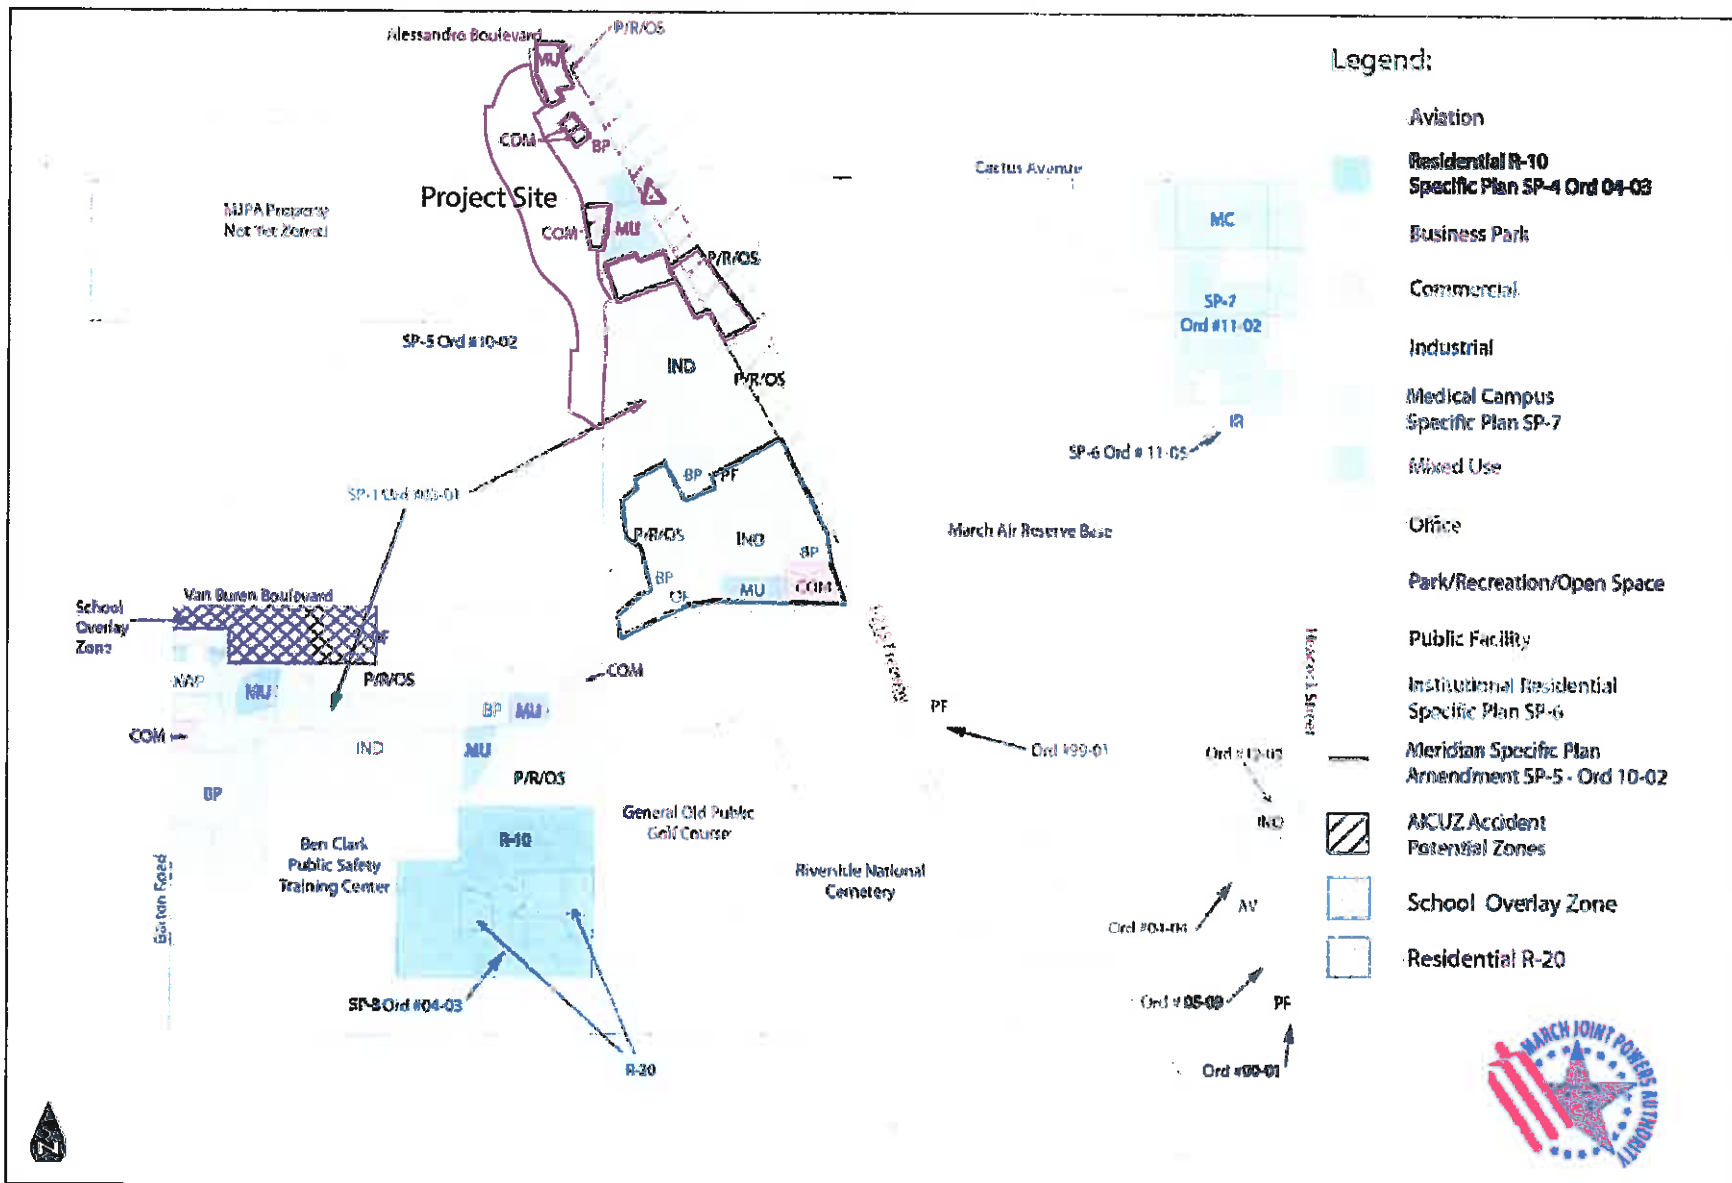 Alessandro Boulevard
P/R/OS
MU
COM
BP
Project Site
MJPA Property
Not Yet Zoned
COM
MU
P/R/OS
Cactus Avenue
MC
SP-7
Ord #11-02
SP-5 Ord #10-02
IND
P/R/OS
IR
SP-6 Ord # 11-05
BP
PF
P/R/OS
IND
BP
March Air Reserve Base
BP
MU
COM
Van Buren Boulevard
School
Overlay
Zone
P/R/OS
COM
MU
BP
MU
COM
IND
MU
P/R/OS
BP
PF
Ord #99-01
I-215 Freeway
Heacock Street
IND
General Old Public
Golf Course
R-10
Ben Clark
Public Safety
Training Center
Riverside National
Cemetery
Barton Road
AV
SP-8 Ord #04-03
R-20
PF
Ord #00-01
Legend:
Aviation
Residential R-10
Specific Plan SP-4 Ord 04-03
Business Park
Commercial
Industrial
Medical Campus
Specific Plan SP-7
Mixed Use
Office
Park/Recreation/Open Space
Public Facility
Institutional Residential
Specific Plan SP-6
Meridian Specific Plan
Amendment SP-5 - Ord 10-02
AICUZ Accident
Potential Zones
School Overlay Zone
Residential R-20
MARCH JOINT POWERS AUTHORITY
N